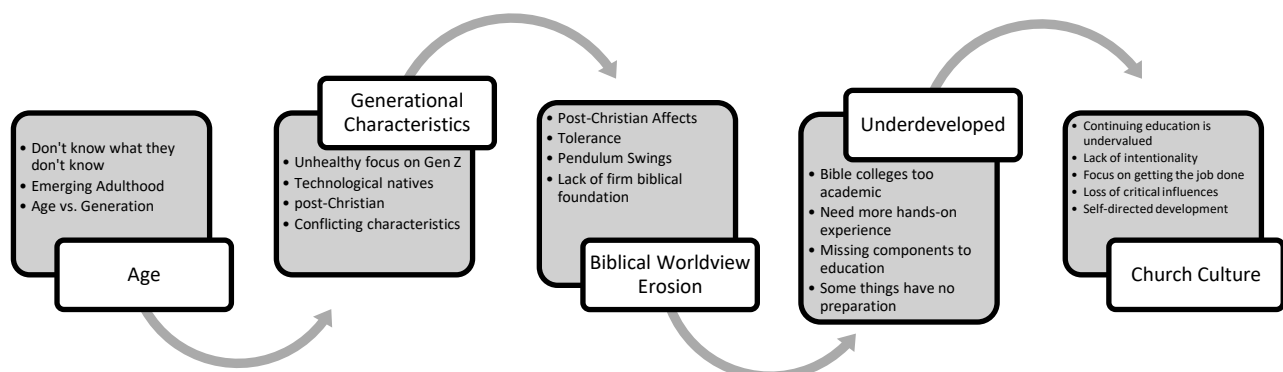 • Don't know what they
don't know
• Emerging Adulthood
• Age vs. Generation
Age
Generational
Characteristics
• Unhealthy focus on Gen Z
• Technological natives
• post-Christian
• Conflicting characteristics
• Post-Christian Affects
• Tolerance
• Pendulum Swings
• Lack of firm biblical
foundation
Biblical Worldview
Erosion
Underdeveloped
• Bible colleges too
academic
• Need more hands-on
experience
• Missing components to
education
• Some things have no
preparation
• Continuing education is
undervalued
• Lack of intentionality
• Focus on getting the job done
• Loss of critical influences
• Self-directed development
Church Culture